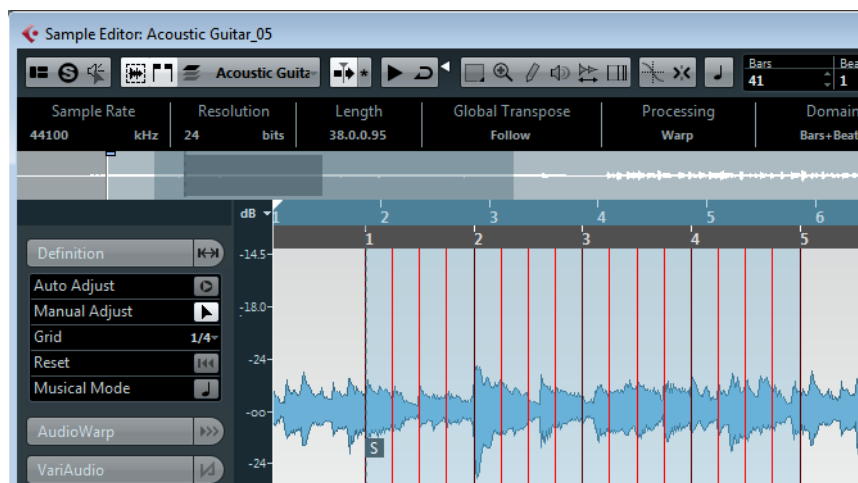 Sample Editor: Acoustic Guitar_05
Acoustic Guita
Bars
41
Bea
1
Sample Rate Resolution Length Global Transpose Processing Domain
44100 kHz 24 bits 38.0.0.95 Follow Warp Bars+Beat
dB 1 2 3 4 5 6
1 2 3 4 5
Definition
-14.5
Auto Adjust
Manual Adjust
-18.0
Grid 1/4
Reset
-24
Musical Mode
-oo
AudioWarp
S
VariAudio
-24